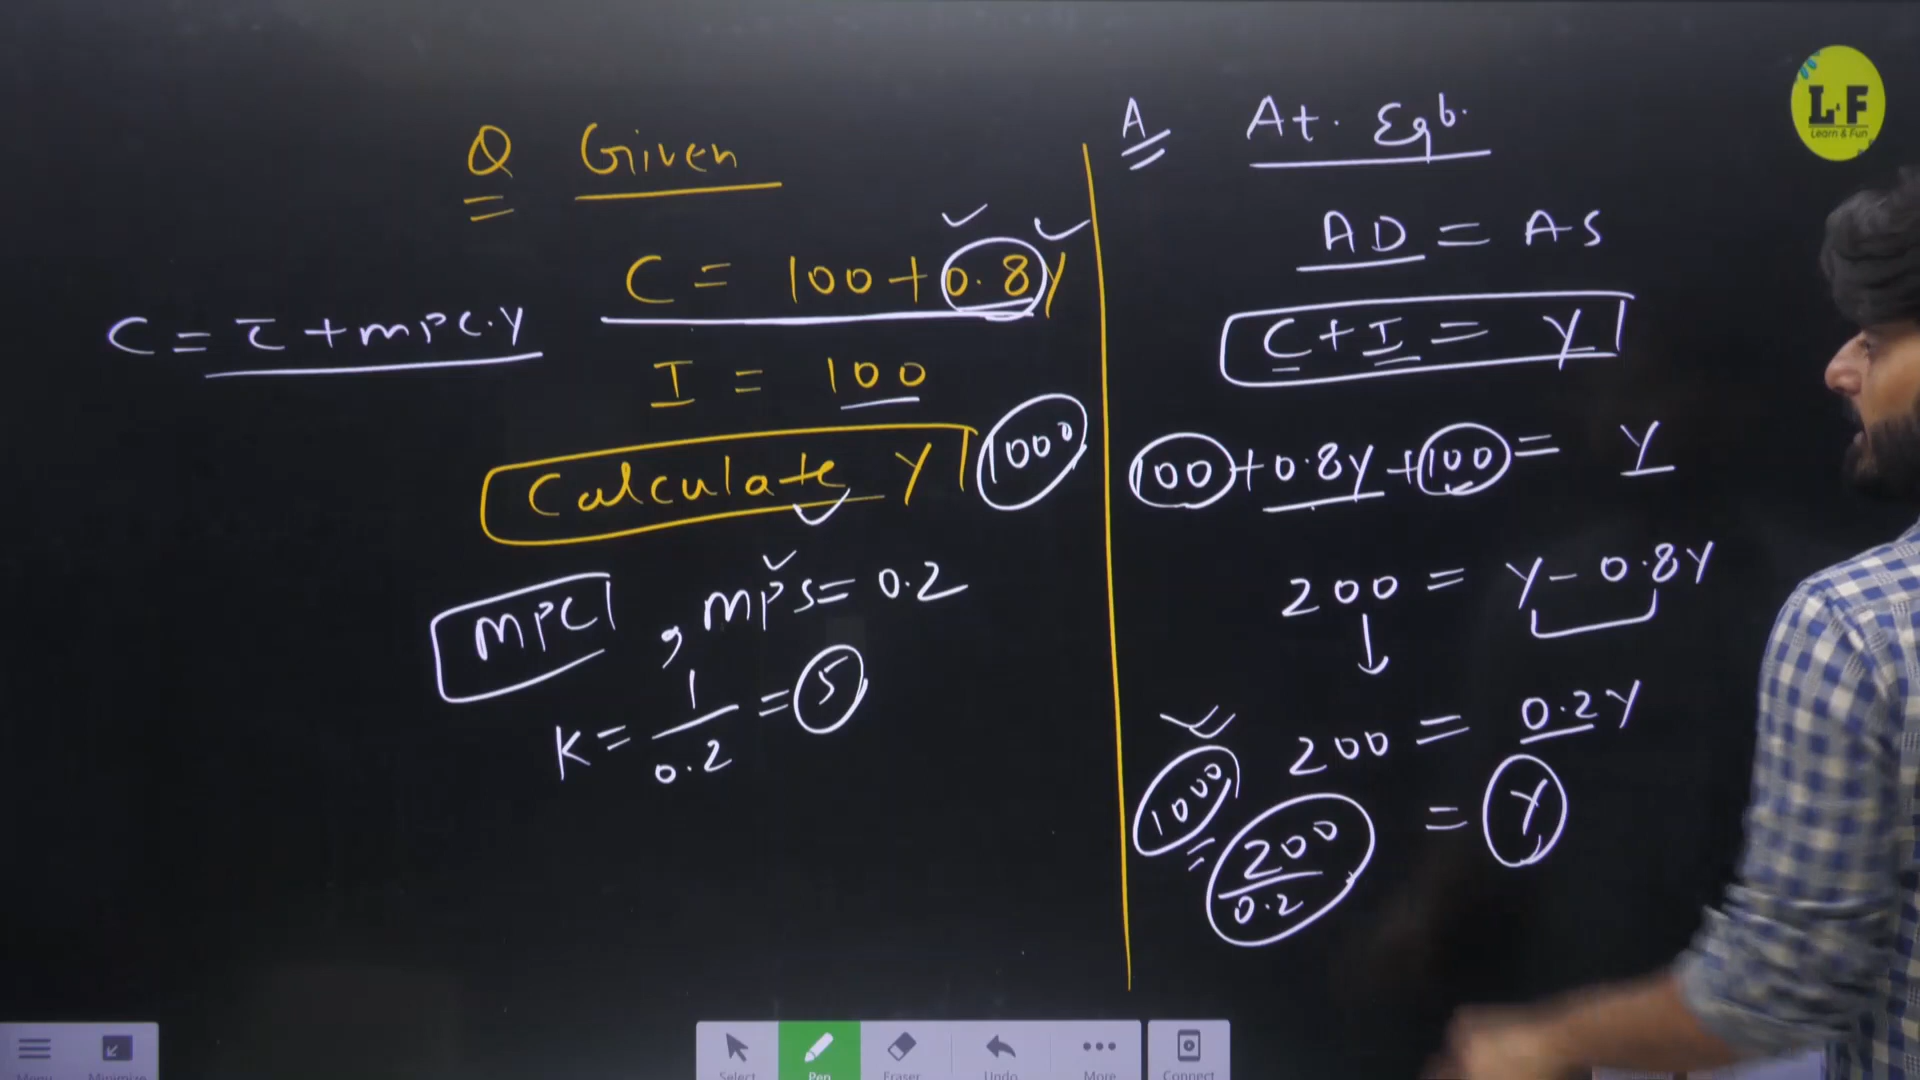 Q Given
C = 100 + 0.8Y
C = c̄ + mpc.y
I = 100
Calculate Y 1000
MPC , mps = 0.2
K = 1/0.2 = 5
A At. Eqb.
AD = AS
C + I = Y
100 + 0.8y + 100 = Y
200 = Y - 0.8Y
200 = 0.2Y
1000 = 200/0.2 = Y
L&F
Learn & Fun
Menu Minimize Select Pen Eraser Undo More Connect